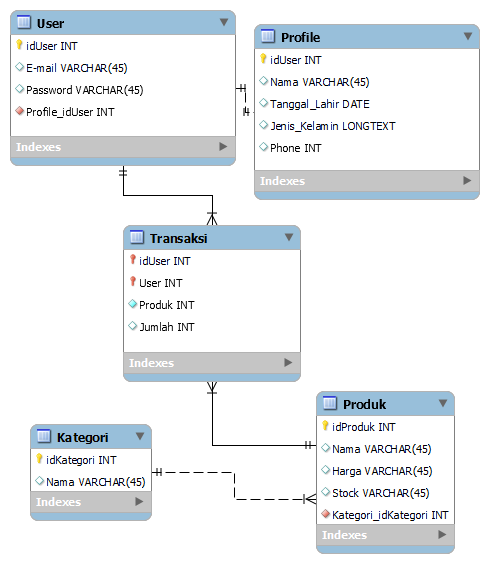 User
idUser INT
E-mail VARCHAR(45)
Password VARCHAR(45)
Profile_idUser INT
Indexes
Profile
idUser INT
Nama VARCHAR(45)
Tanggal_Lahir DATE
Jenis_Kelamin LONGTEXT
Phone INT
Indexes
Transaksi
idUser INT
User INT
Produk INT
Jumlah INT
Indexes
Kategori
idKategori INT
Nama VARCHAR(45)
Indexes
Produk
idProduk INT
Nama VARCHAR(45)
Harga VARCHAR(45)
Stock VARCHAR(45)
Kategori_idKategori INT
Indexes